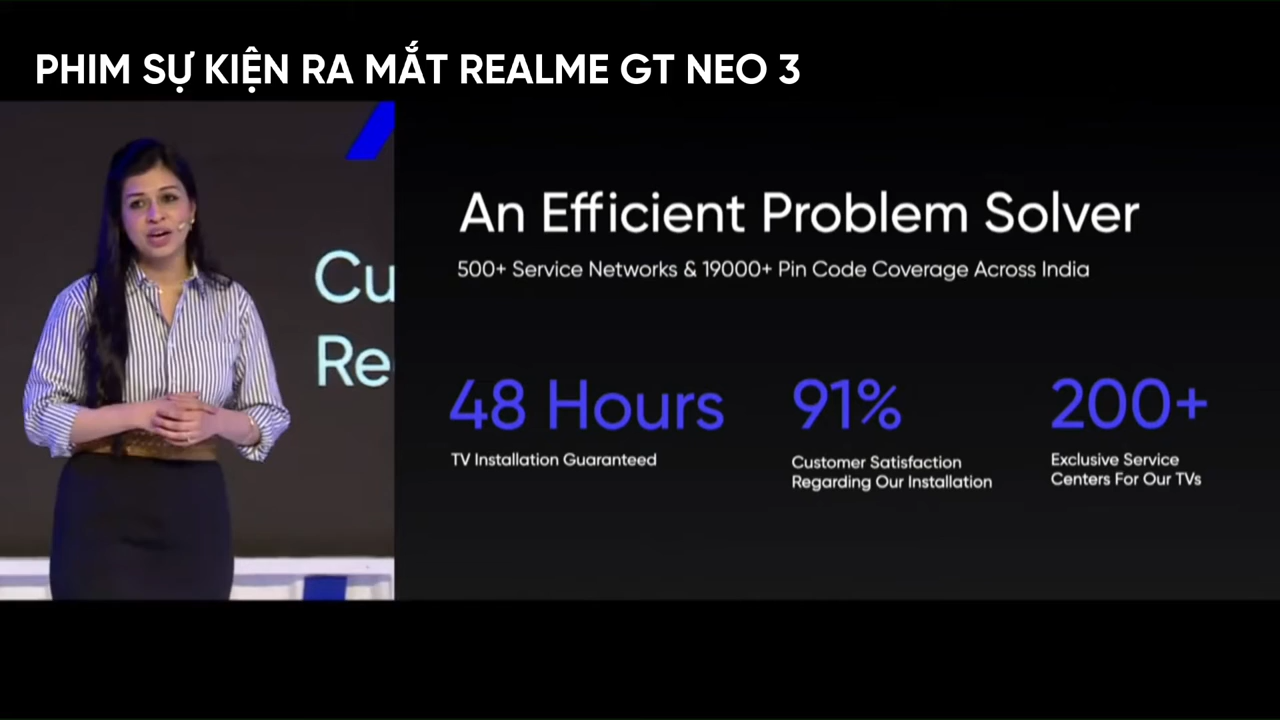 PHIM SỰ KIỆN RA MẮT REALME GT NEO 3
Cu
Re
An Efficient Problem Solver
500+ Service Networks & 19000+ Pin Code Coverage Across India
48 Hours
TV Installation Guaranteed
91%
Customer Satisfaction
Regarding Our Installation
200+
Exclusive Service
Centers For Our TVs